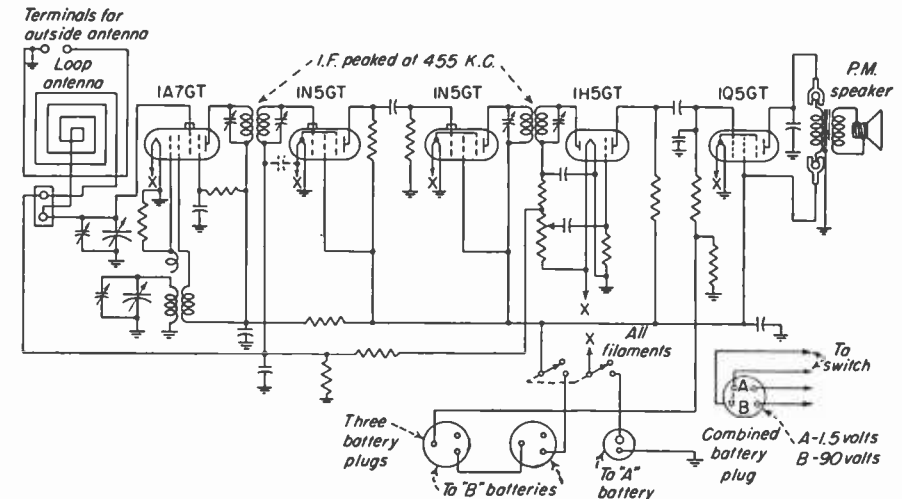 Terminals for
outside antenna
Loop
antenna
I.F. peaked at 455 K.C.
1A7GT
1N5GT
1N5GT
1H5GT
1Q5GT
P.M.
speaker
X
X
X
X
X
X
All
filaments
To
switch
A
B
Three
battery
plugs
To "B" batteries
To "A"
battery
Combined
battery
plug
A-1.5 volts
B-90 volts